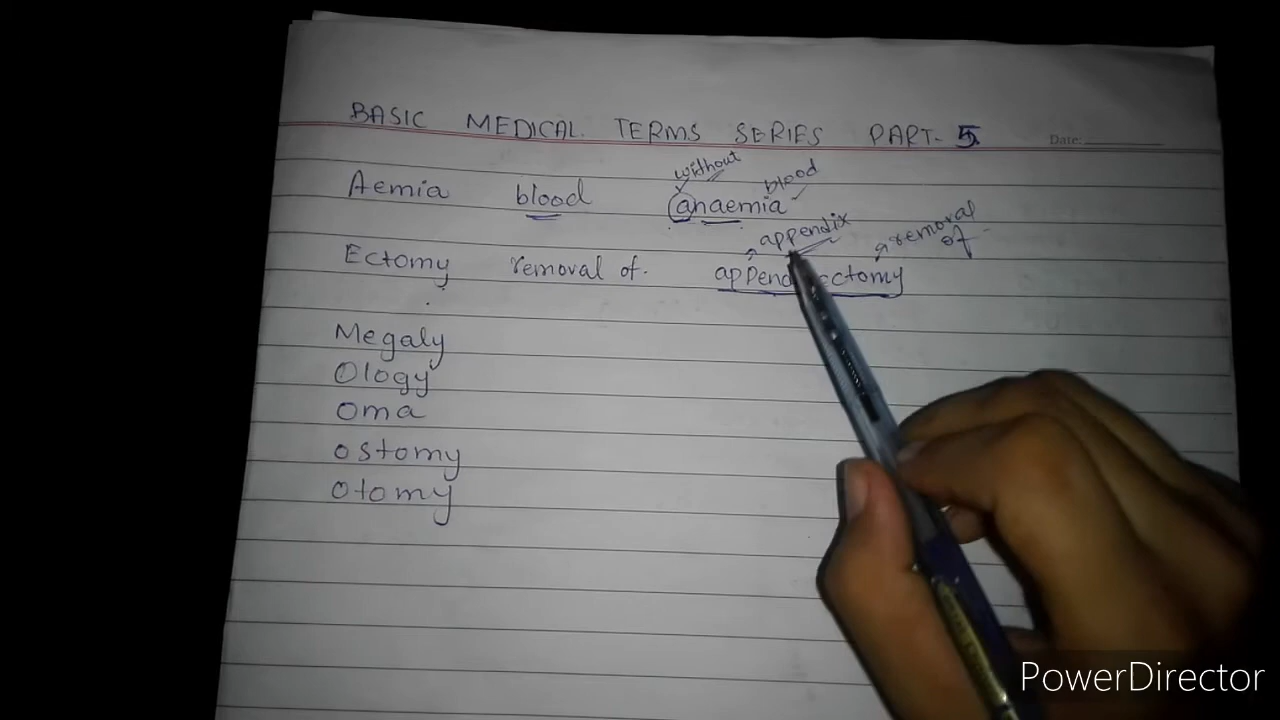 BASIC MEDICAL TERMS SERIES PART-5
Date:
without blood
Aemia blood anaemia
appendix removal of
Ectomy removal of.
Megaly
Ology
oma
ostomy
otomy
PowerDirector